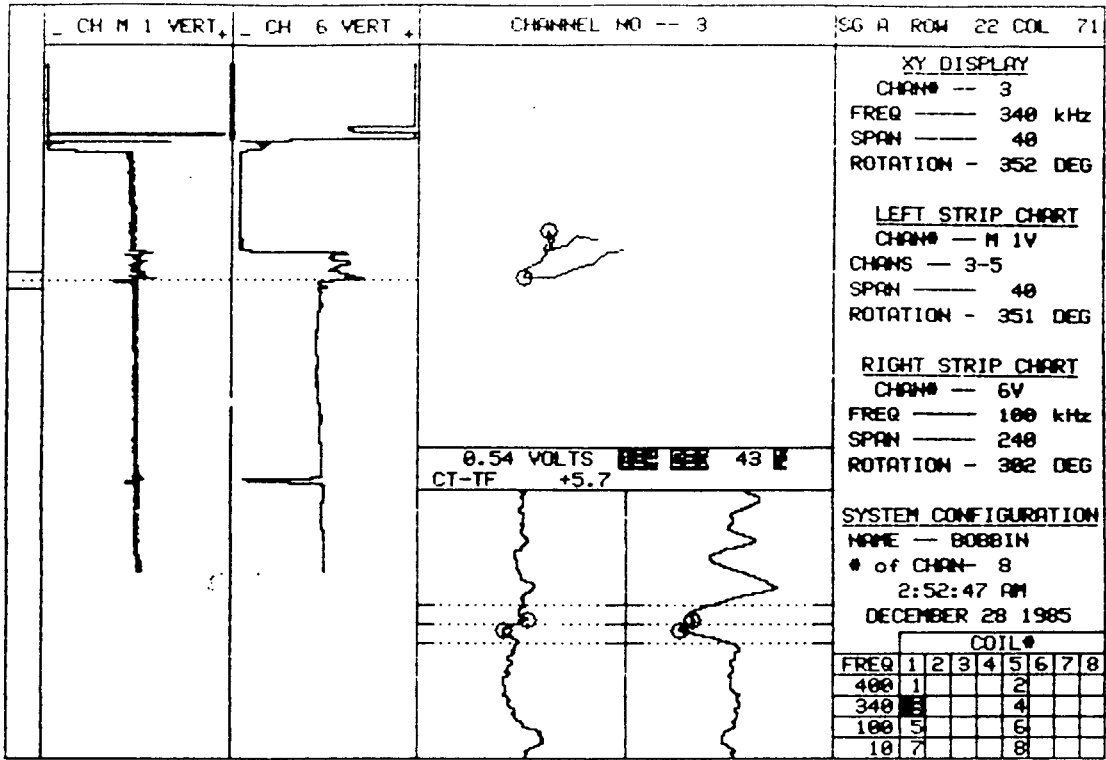 _ CH M 1 VERT +
_ CH 6 VERT +
CHANNEL NO -- 3
SG A ROW 22 COL 71
XY DISPLAY
CHAN# -- 3
FREQ ---- 340 kHz
SPAN ---- 40
ROTATION - 352 DEG
LEFT STRIP CHART
CHAN# -- M 1V
CHANS -- 3-5
SPAN ---- 40
ROTATION - 351 DEG
RIGHT STRIP CHART
CHAN# -- 6V
FREQ ---- 100 kHz
SPAN ---- 240
ROTATION - 302 DEG
0.54 VOLTS 43
CT-TF +5.7
SYSTEM CONFIGURATION
NAME -- BOBBIN
# of CHAN- 8
2:52:47 AM
DECEMBER 28 1985
COIL#
FREQ 1 2 3 4 5 6 7 8
400 1 2
340 4
100 5 6
10 7 8